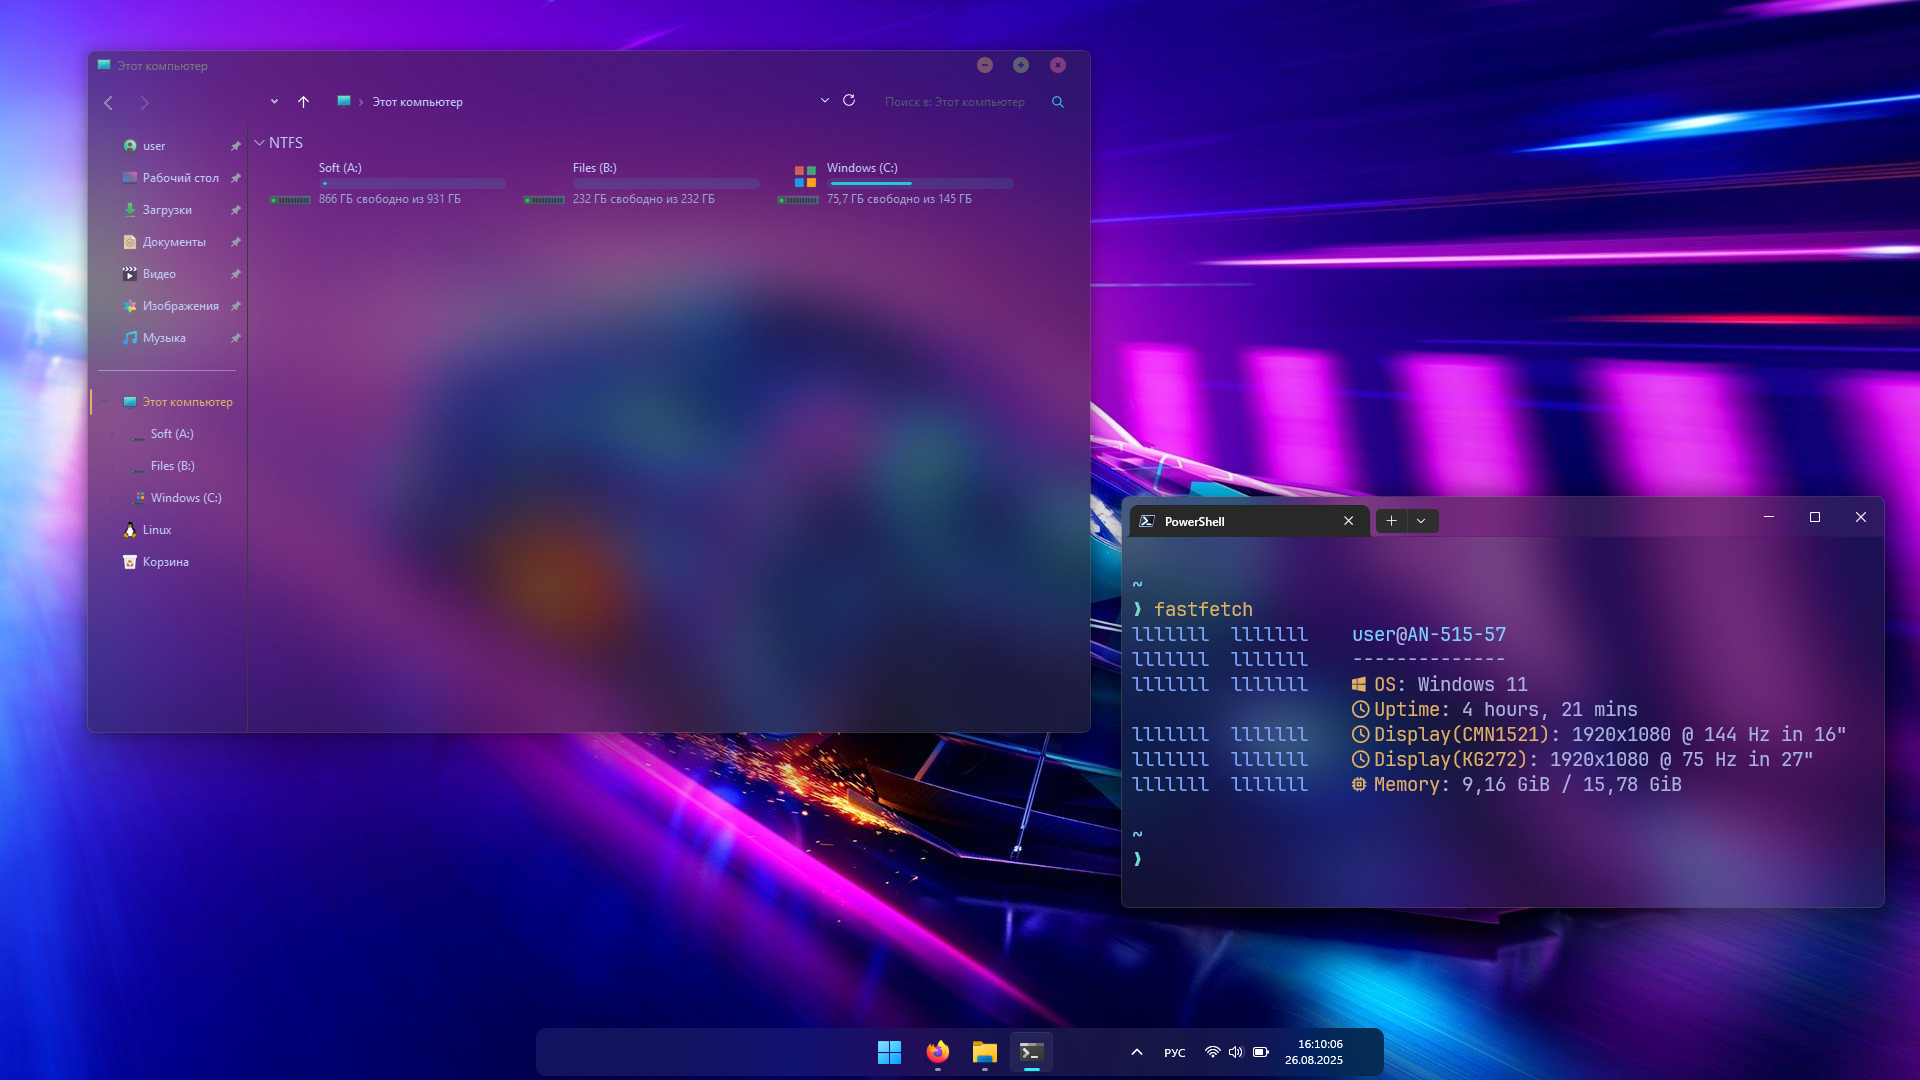 Этот компьютер
Этот компьютер
Поиск в: Этот компьютер
user
Рабочий стол
Загрузки
Документы
Видео
Изображения
Музыка
Этот компьютер
Soft (A:)
Files (B:)
Windows (C:)
Linux
Корзина
NTFS
Soft (A:)
866 ГБ свободно из 931 ГБ
Files (B:)
232 ГБ свободно из 232 ГБ
Windows (C:)
75,7 ГБ свободно из 145 ГБ
PowerShell
~
❯ fastfetch
lllllll  lllllll    user@AN-515-57
lllllll  lllllll    --------------
lllllll  lllllll    OS: Windows 11
Uptime: 4 hours, 21 mins
lllllll  lllllll    Display(CMN1521): 1920x1080 @ 144 Hz in 16"
lllllll  lllllll    Display(KG272): 1920x1080 @ 75 Hz in 27"
lllllll  lllllll    Memory: 9,16 GiB / 15,78 GiB
~
❯
РУС
16:10:06
26.08.2025